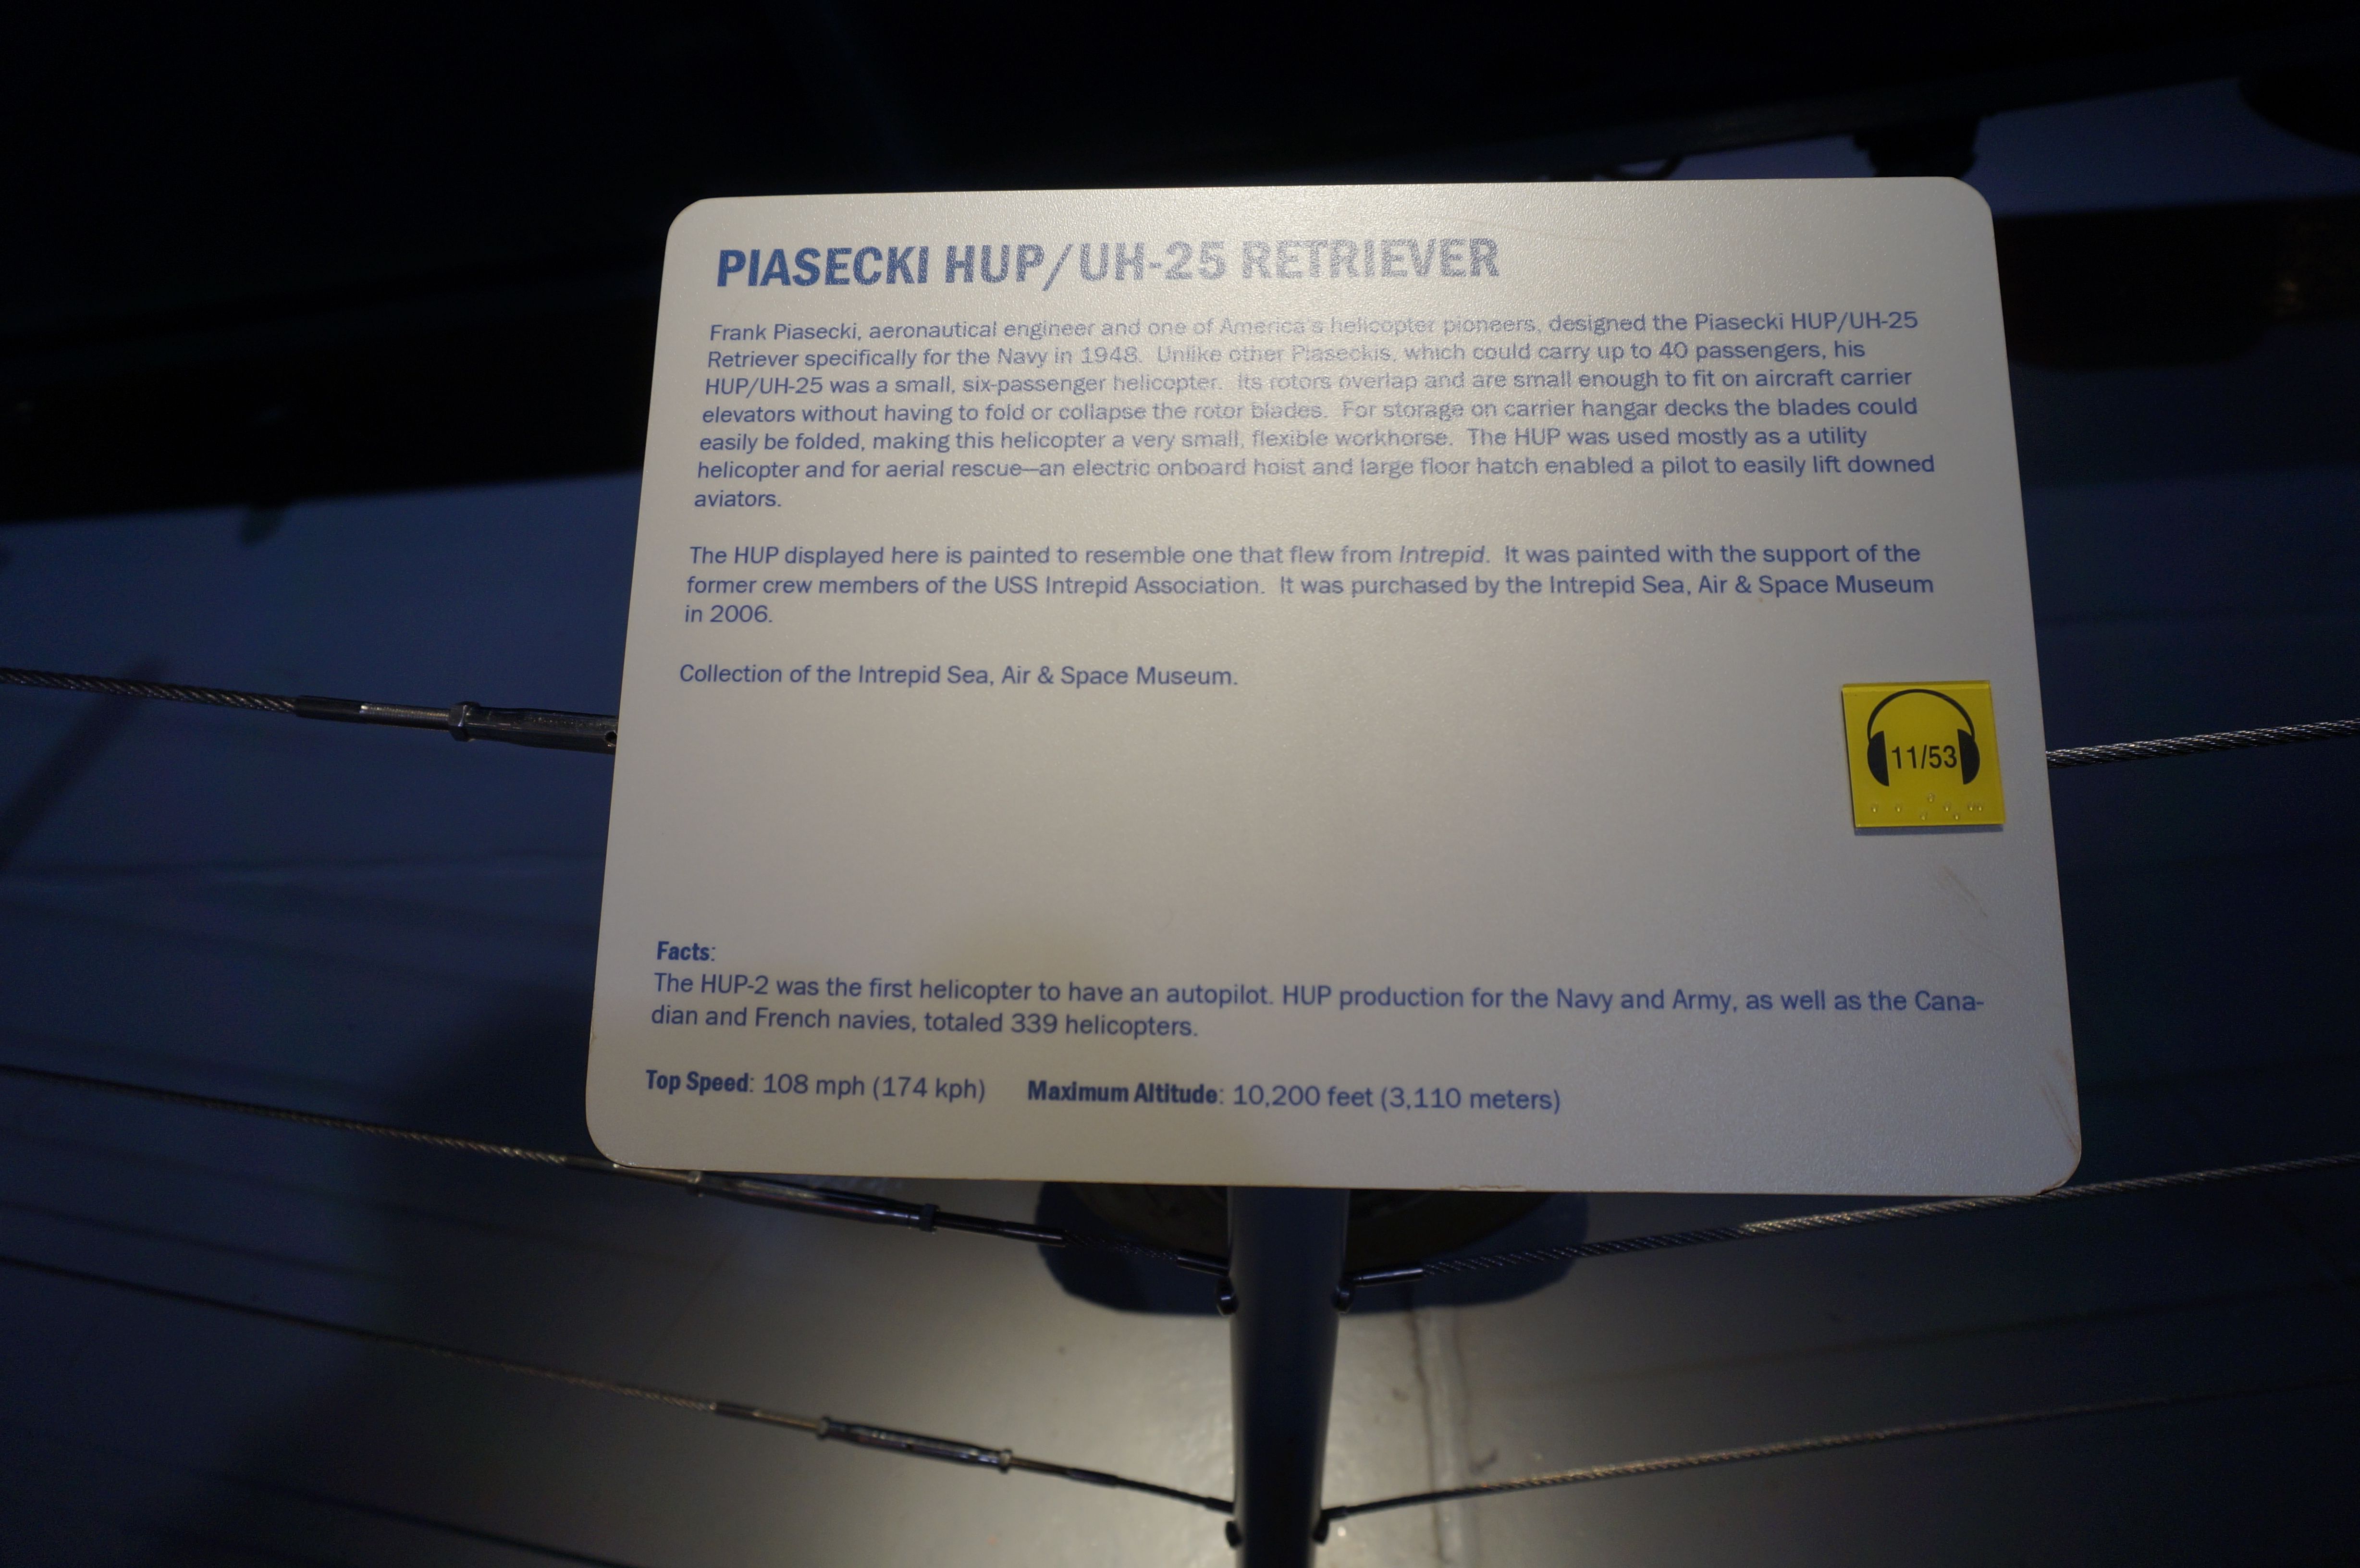 PIASECKI HUP/UH-25 RETRIEVER
Frank Piasecki, aeronautical engineer and one of America's helicopter pioneers, designed the Piasecki HUP/UH-25
Retriever specifically for the Navy in 1948. Unlike other Piaseckis, which could carry up to 40 passengers, his
HUP/UH-25 was a small, six-passenger helicopter. Its rotors overlap and are small enough to fit on aircraft carrier
elevators without having to fold or collapse the rotor blades. For storage on carrier hangar decks the blades could
easily be folded, making this helicopter a very small, flexible workhorse. The HUP was used mostly as a utility
helicopter and for aerial rescue—an electric onboard hoist and large floor hatch enabled a pilot to easily lift downed
aviators.
The HUP displayed here is painted to resemble one that flew from Intrepid. It was painted with the support of the
former crew members of the USS Intrepid Association. It was purchased by the Intrepid Sea, Air & Space Museum
in 2006.
Collection of the Intrepid Sea, Air & Space Museum.
11/53
Facts:
The HUP-2 was the first helicopter to have an autopilot. HUP production for the Navy and Army, as well as the Cana-
dian and French navies, totaled 339 helicopters.
Top Speed: 108 mph (174 kph) Maximum Altitude: 10,200 feet (3,110 meters)